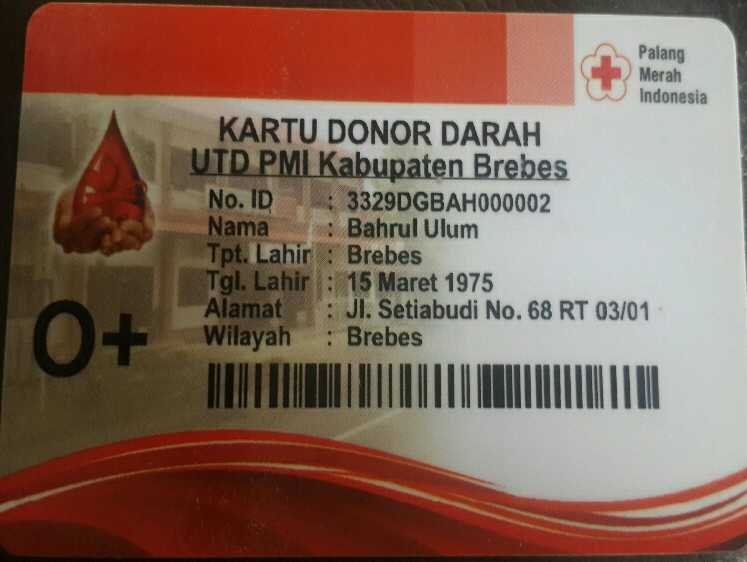 Palang
Merah
Indonesia
KARTU DONOR DARAH
UTD PMI Kabupaten Brebes
No. ID : 3329DGBAH000002
Nama : Bahrul Ulum
Tpt. Lahir : Brebes
Tgl. Lahir : 15 Maret 1975
Alamat : Jl. Setiabudi No. 68 RT 03/01
Wilayah : Brebes
O+